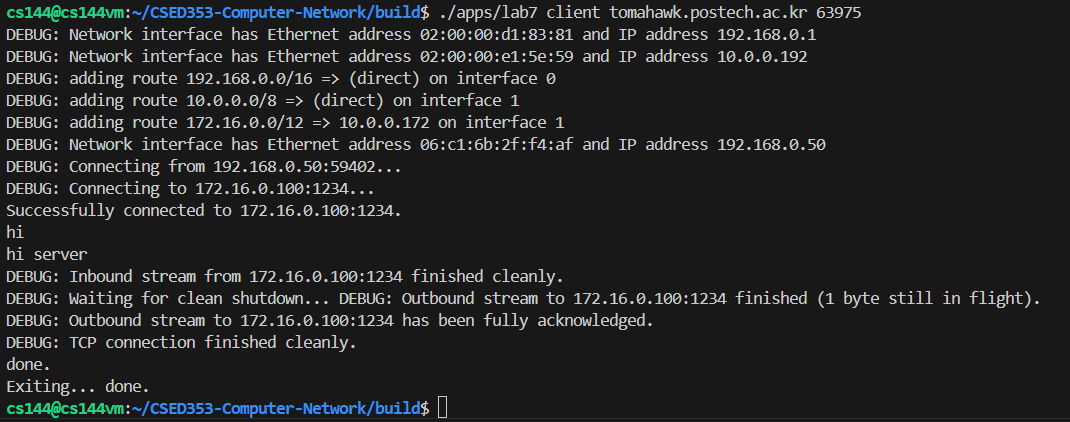 cs144@cs144vm:~/CSED353-Computer-Network/build$ ./apps/lab7 client tomahawk.postech.ac.kr 63975
DEBUG: Network interface has Ethernet address 02:00:00:d1:83:81 and IP address 192.168.0.1
DEBUG: Network interface has Ethernet address 02:00:00:e1:5e:59 and IP address 10.0.0.192
DEBUG: adding route 192.168.0.0/16 => (direct) on interface 0
DEBUG: adding route 10.0.0.0/8 => (direct) on interface 1
DEBUG: adding route 172.16.0.0/12 => 10.0.0.172 on interface 1
DEBUG: Network interface has Ethernet address 06:c1:6b:2f:f4:af and IP address 192.168.0.50
DEBUG: Connecting from 192.168.0.50:59402...
DEBUG: Connecting to 172.16.0.100:1234...
Successfully connected to 172.16.0.100:1234.
hi
hi server
DEBUG: Inbound stream from 172.16.0.100:1234 finished cleanly.
DEBUG: Waiting for clean shutdown... DEBUG: Outbound stream to 172.16.0.100:1234 finished (1 byte still in flight).
DEBUG: Outbound stream to 172.16.0.100:1234 has been fully acknowledged.
DEBUG: TCP connection finished cleanly.
done.
Exiting... done.
cs144@cs144vm:~/CSED353-Computer-Network/build$